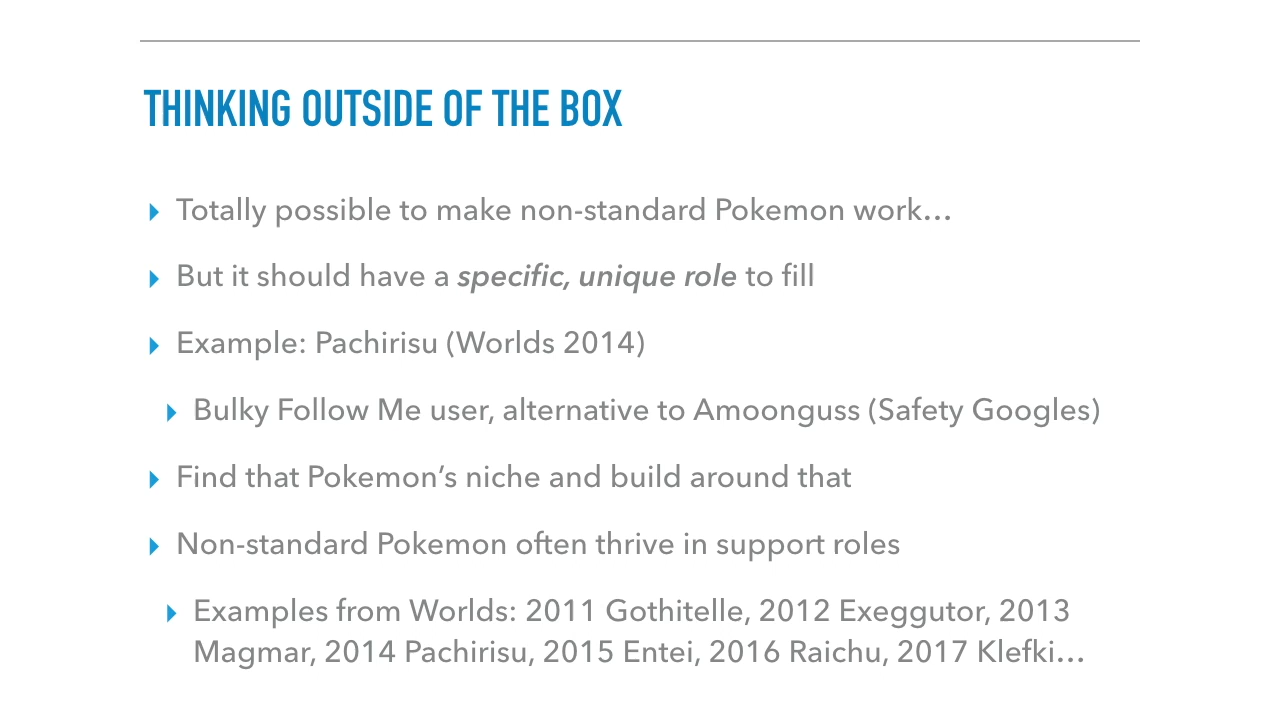 THINKING OUTSIDE OF THE BOX
Totally possible to make non-standard Pokemon work…
But it should have a specific, unique role to fill
Example: Pachirisu (Worlds 2014)
Bulky Follow Me user, alternative to Amoonguss (Safety Googles)
Find that Pokemon’s niche and build around that
Non-standard Pokemon often thrive in support roles
Examples from Worlds: 2011 Gothitelle, 2012 Exeggutor, 2013
Magmar, 2014 Pachirisu, 2015 Entei, 2016 Raichu, 2017 Klefki…